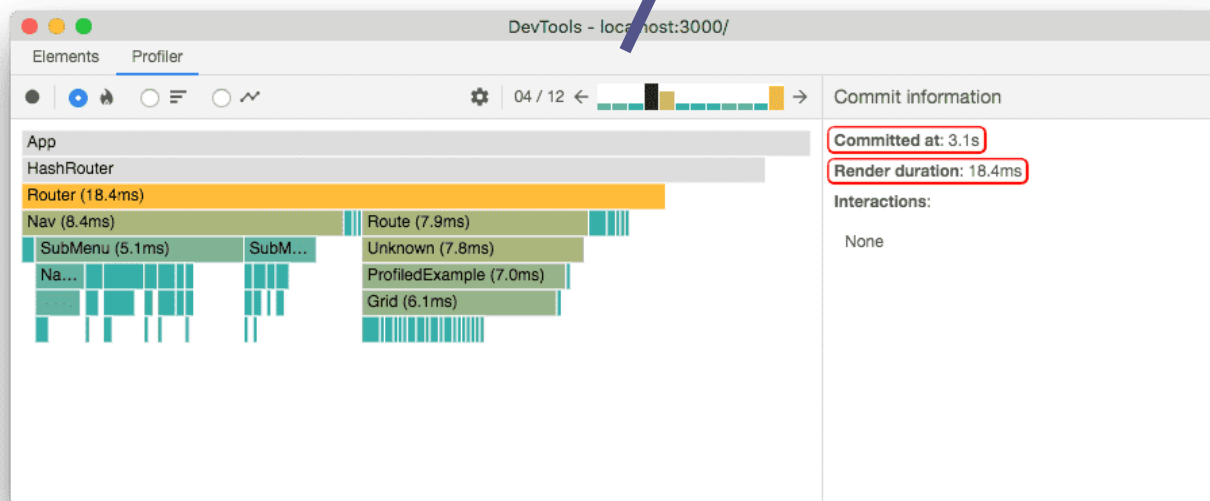 DevTools - localhost:3000/
Elements Profiler
04 / 12
Commit information
App
Committed at: 3.1s
HashRouter
Render duration: 18.4ms
Router (18.4ms)
Interactions:
Nav (8.4ms) Route (7.9ms)
None
SubMenu (5.1ms) SubM... Unknown (7.8ms)
Na... ProfiledExample (7.0ms)
Grid (6.1ms)